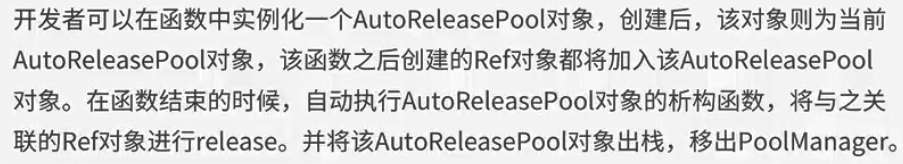 开发者可以在函数中实例化一个AutoReleasePool对象，创建后，该对象则为当前
AutoReleasePool对象，该函数之后创建的Ref对象都将加入该AutoReleasePool
对象。在函数结束的时候，自动执行AutoReleasePool对象的析构函数，将与之关
联的Ref对象进行release。并将该AutoReleasePool对象出栈，移出PoolManager。